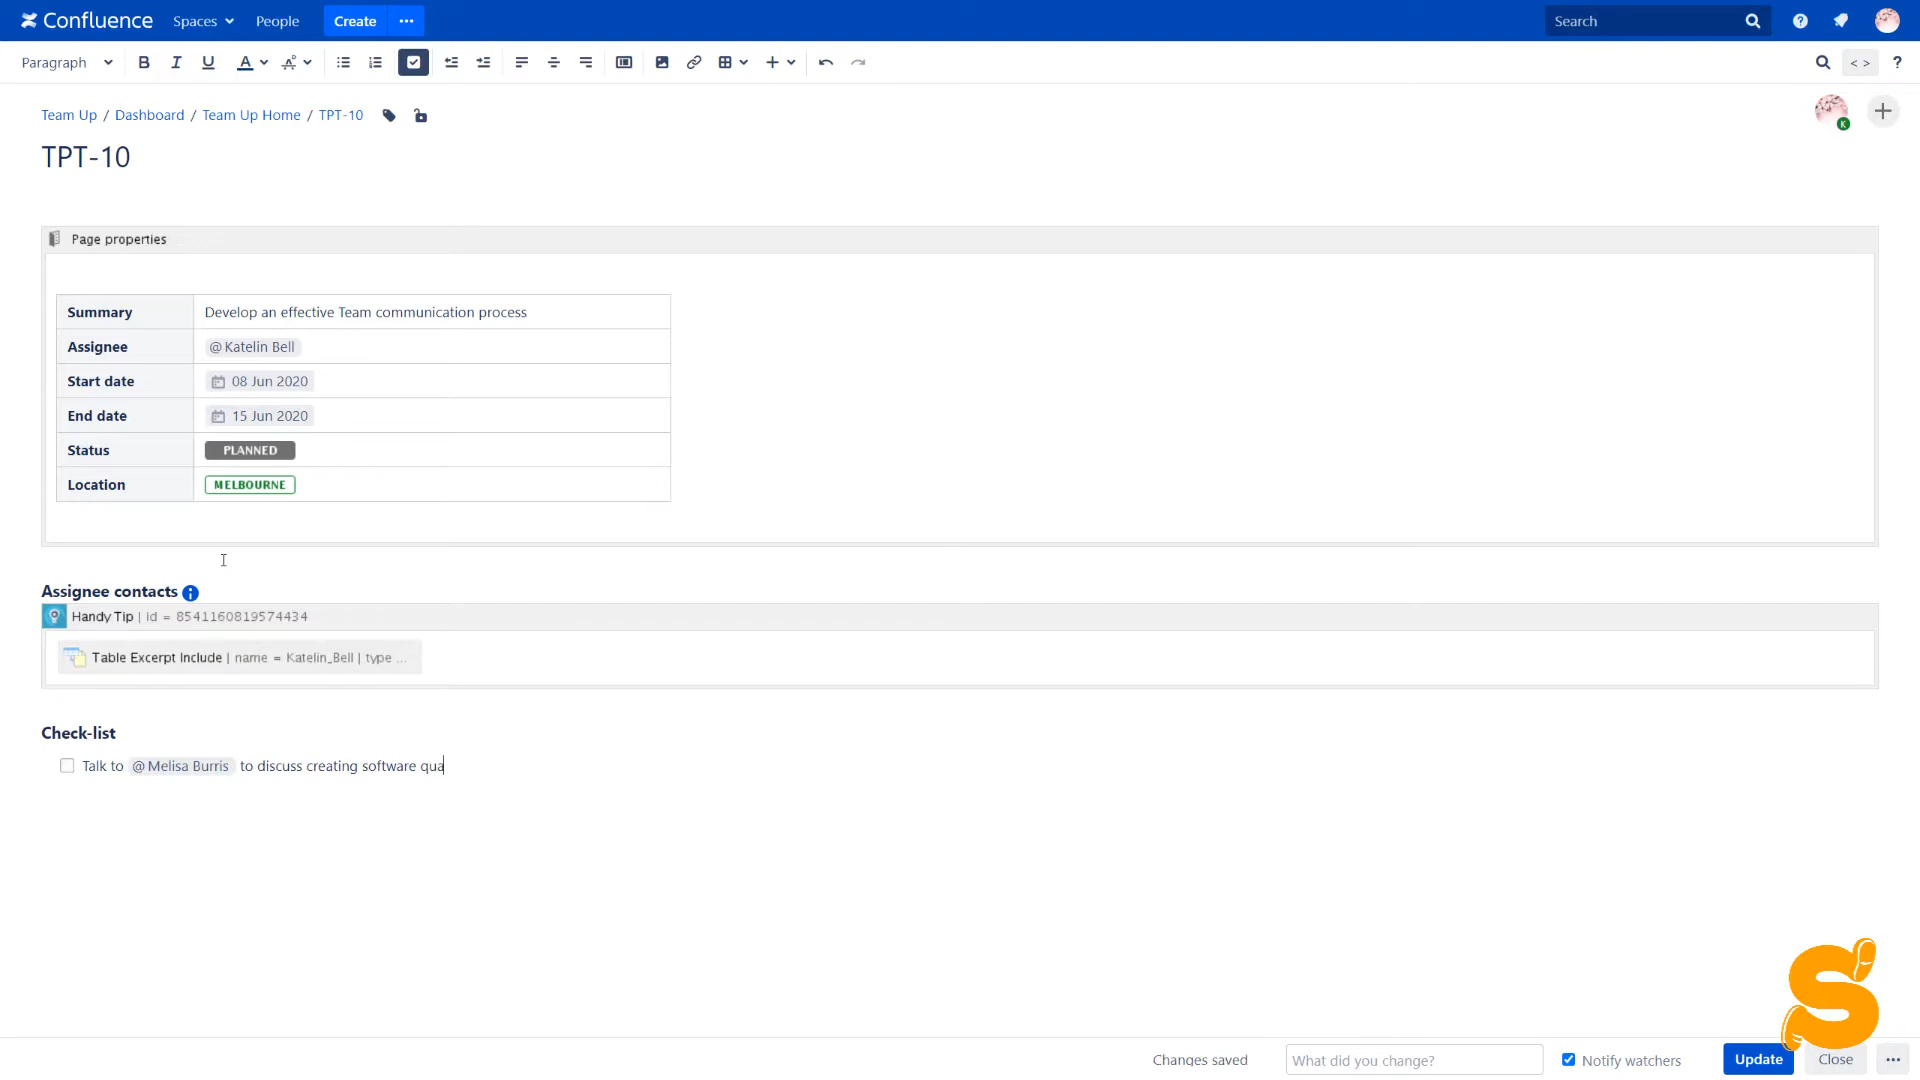 Confluence Spaces People Create ··· Search
Paragraph B I U A < > ?
Team Up / Dashboard / Team Up Home / TPT-10
K
TPT-10
Page properties
Summary Develop an effective Team communication process
Assignee @ Katelin Bell
Start date 08 Jun 2020
End date 15 Jun 2020
Status PLANNED
Location MELBOURNE
Assignee contacts
Handy Tip | id = 8541160819574434
Table Excerpt Include | name = Katelin_Bell | type ...
Check-list
Talk to @ Melisa Burris to discuss creating software qua
Changes saved What did you change? Notify watchers Update Close ···